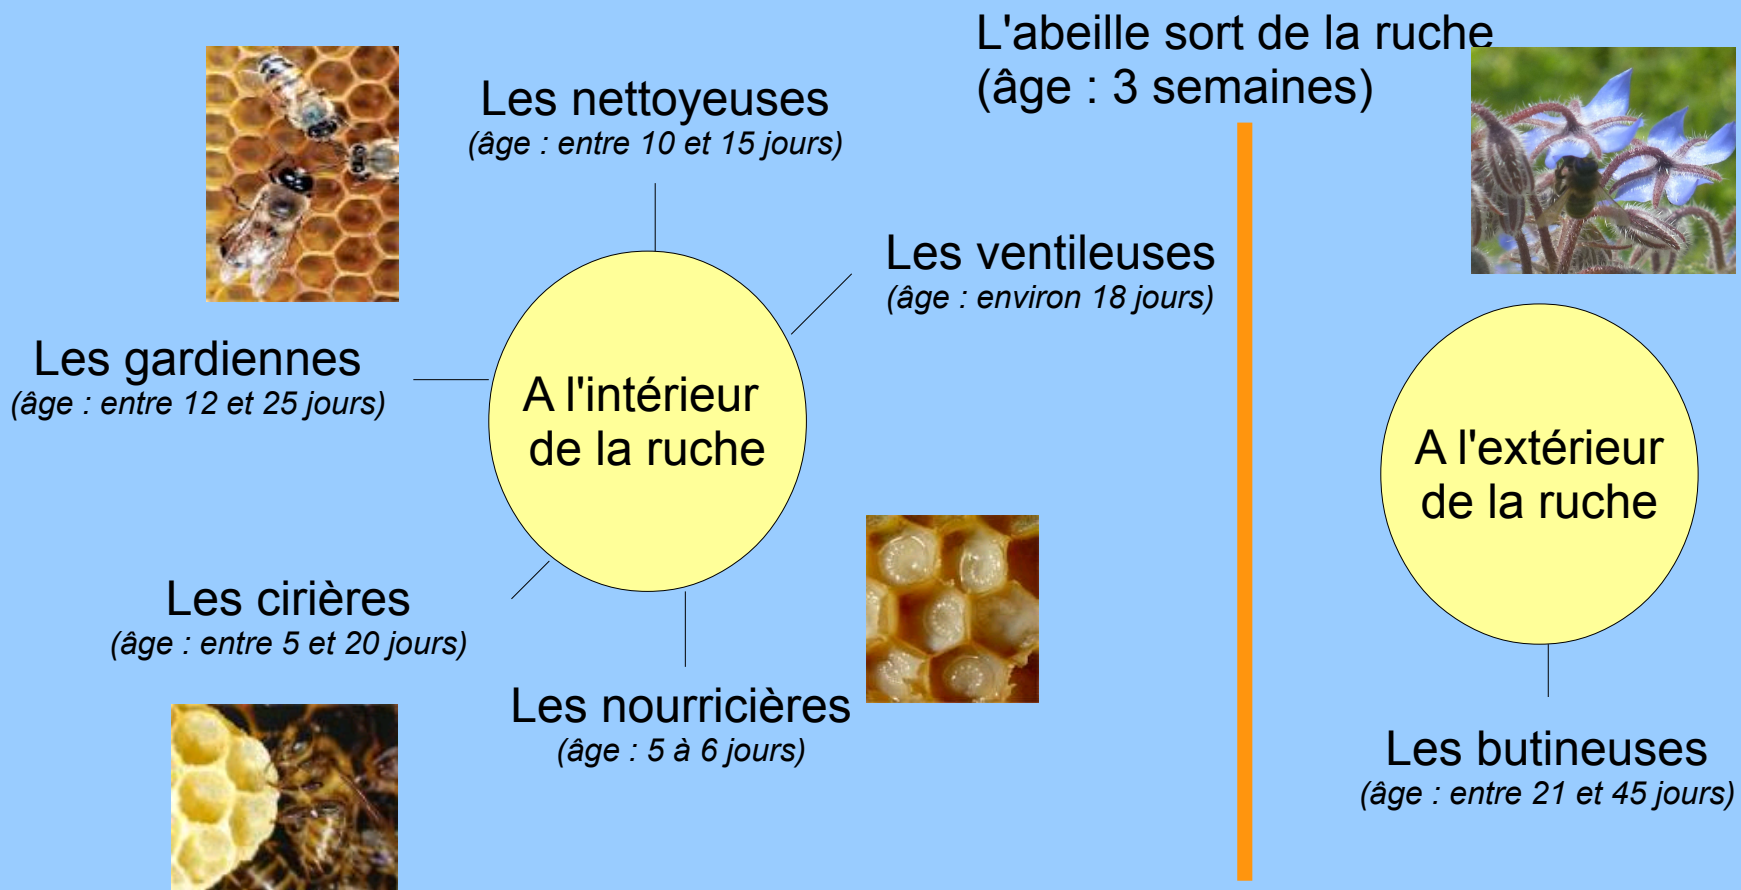 L'abeille sort de la ruche
(âge : 3 semaines)
Les nettoyeuses
(âge : entre 10 et 15 jours)
Les ventileuses
(âge : environ 18 jours)
Les gardiennes
(âge : entre 12 et 25 jours)
A l'intérieur
de la ruche
A l'extérieur
de la ruche
Les cirières
(âge : entre 5 et 20 jours)
Les nourricières
(âge : 5 à 6 jours)
Les butineuses
(âge : entre 21 et 45 jours)